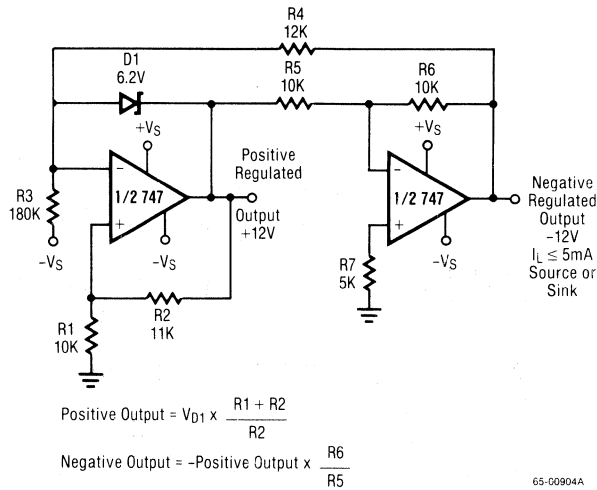 R4
12K
D1
6.2V
R5
10K
R6
10K
+VS
+VS
Positive
Regulated
−
1/2 747
+
−
1/2 747
+
R3
180K
−VS
Output
+12V
−VS
−VS
Negative
Regulated
Output
−12V
IL ≤ 5mA
Source or
Sink
R7
5K
R2
11K
R1
10K
Positive Output = VD1 x R1 + R2
R2
Negative Output = −Positive Output x R6
R5
65-00904A